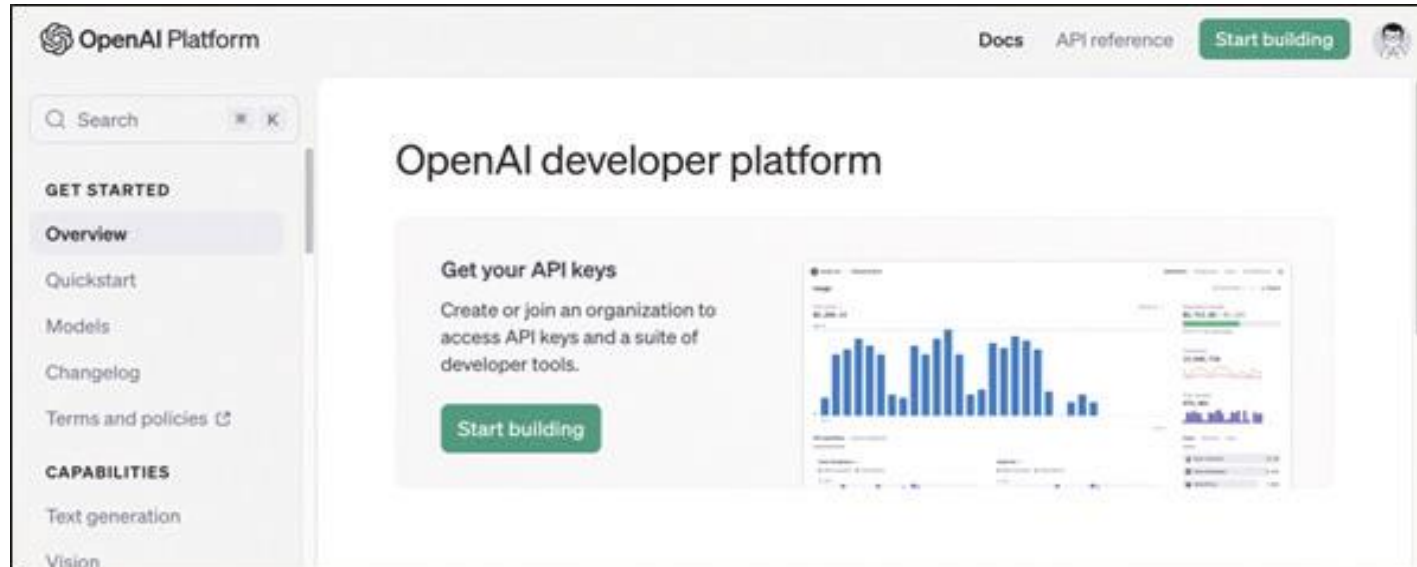 OpenAI Platform
Docs
API reference
Start building
Search
⌘ K
GET STARTED
Overview
Quickstart
Models
Changelog
Terms and policies
CAPABILITIES
Text generation
Vision
OpenAI developer platform
Get your API keys
Create or join an organization to
access API keys and a suite of
developer tools.
Start building